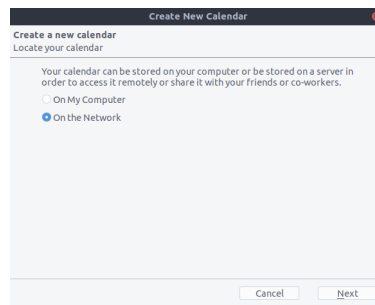 Create New Calendar
Create a new calendar
Locate your calendar
Your calendar can be stored on your computer or be stored on a server in
order to access it remotely or share it with your friends or co-workers.
On My Computer
On the Network
Cancel
Next